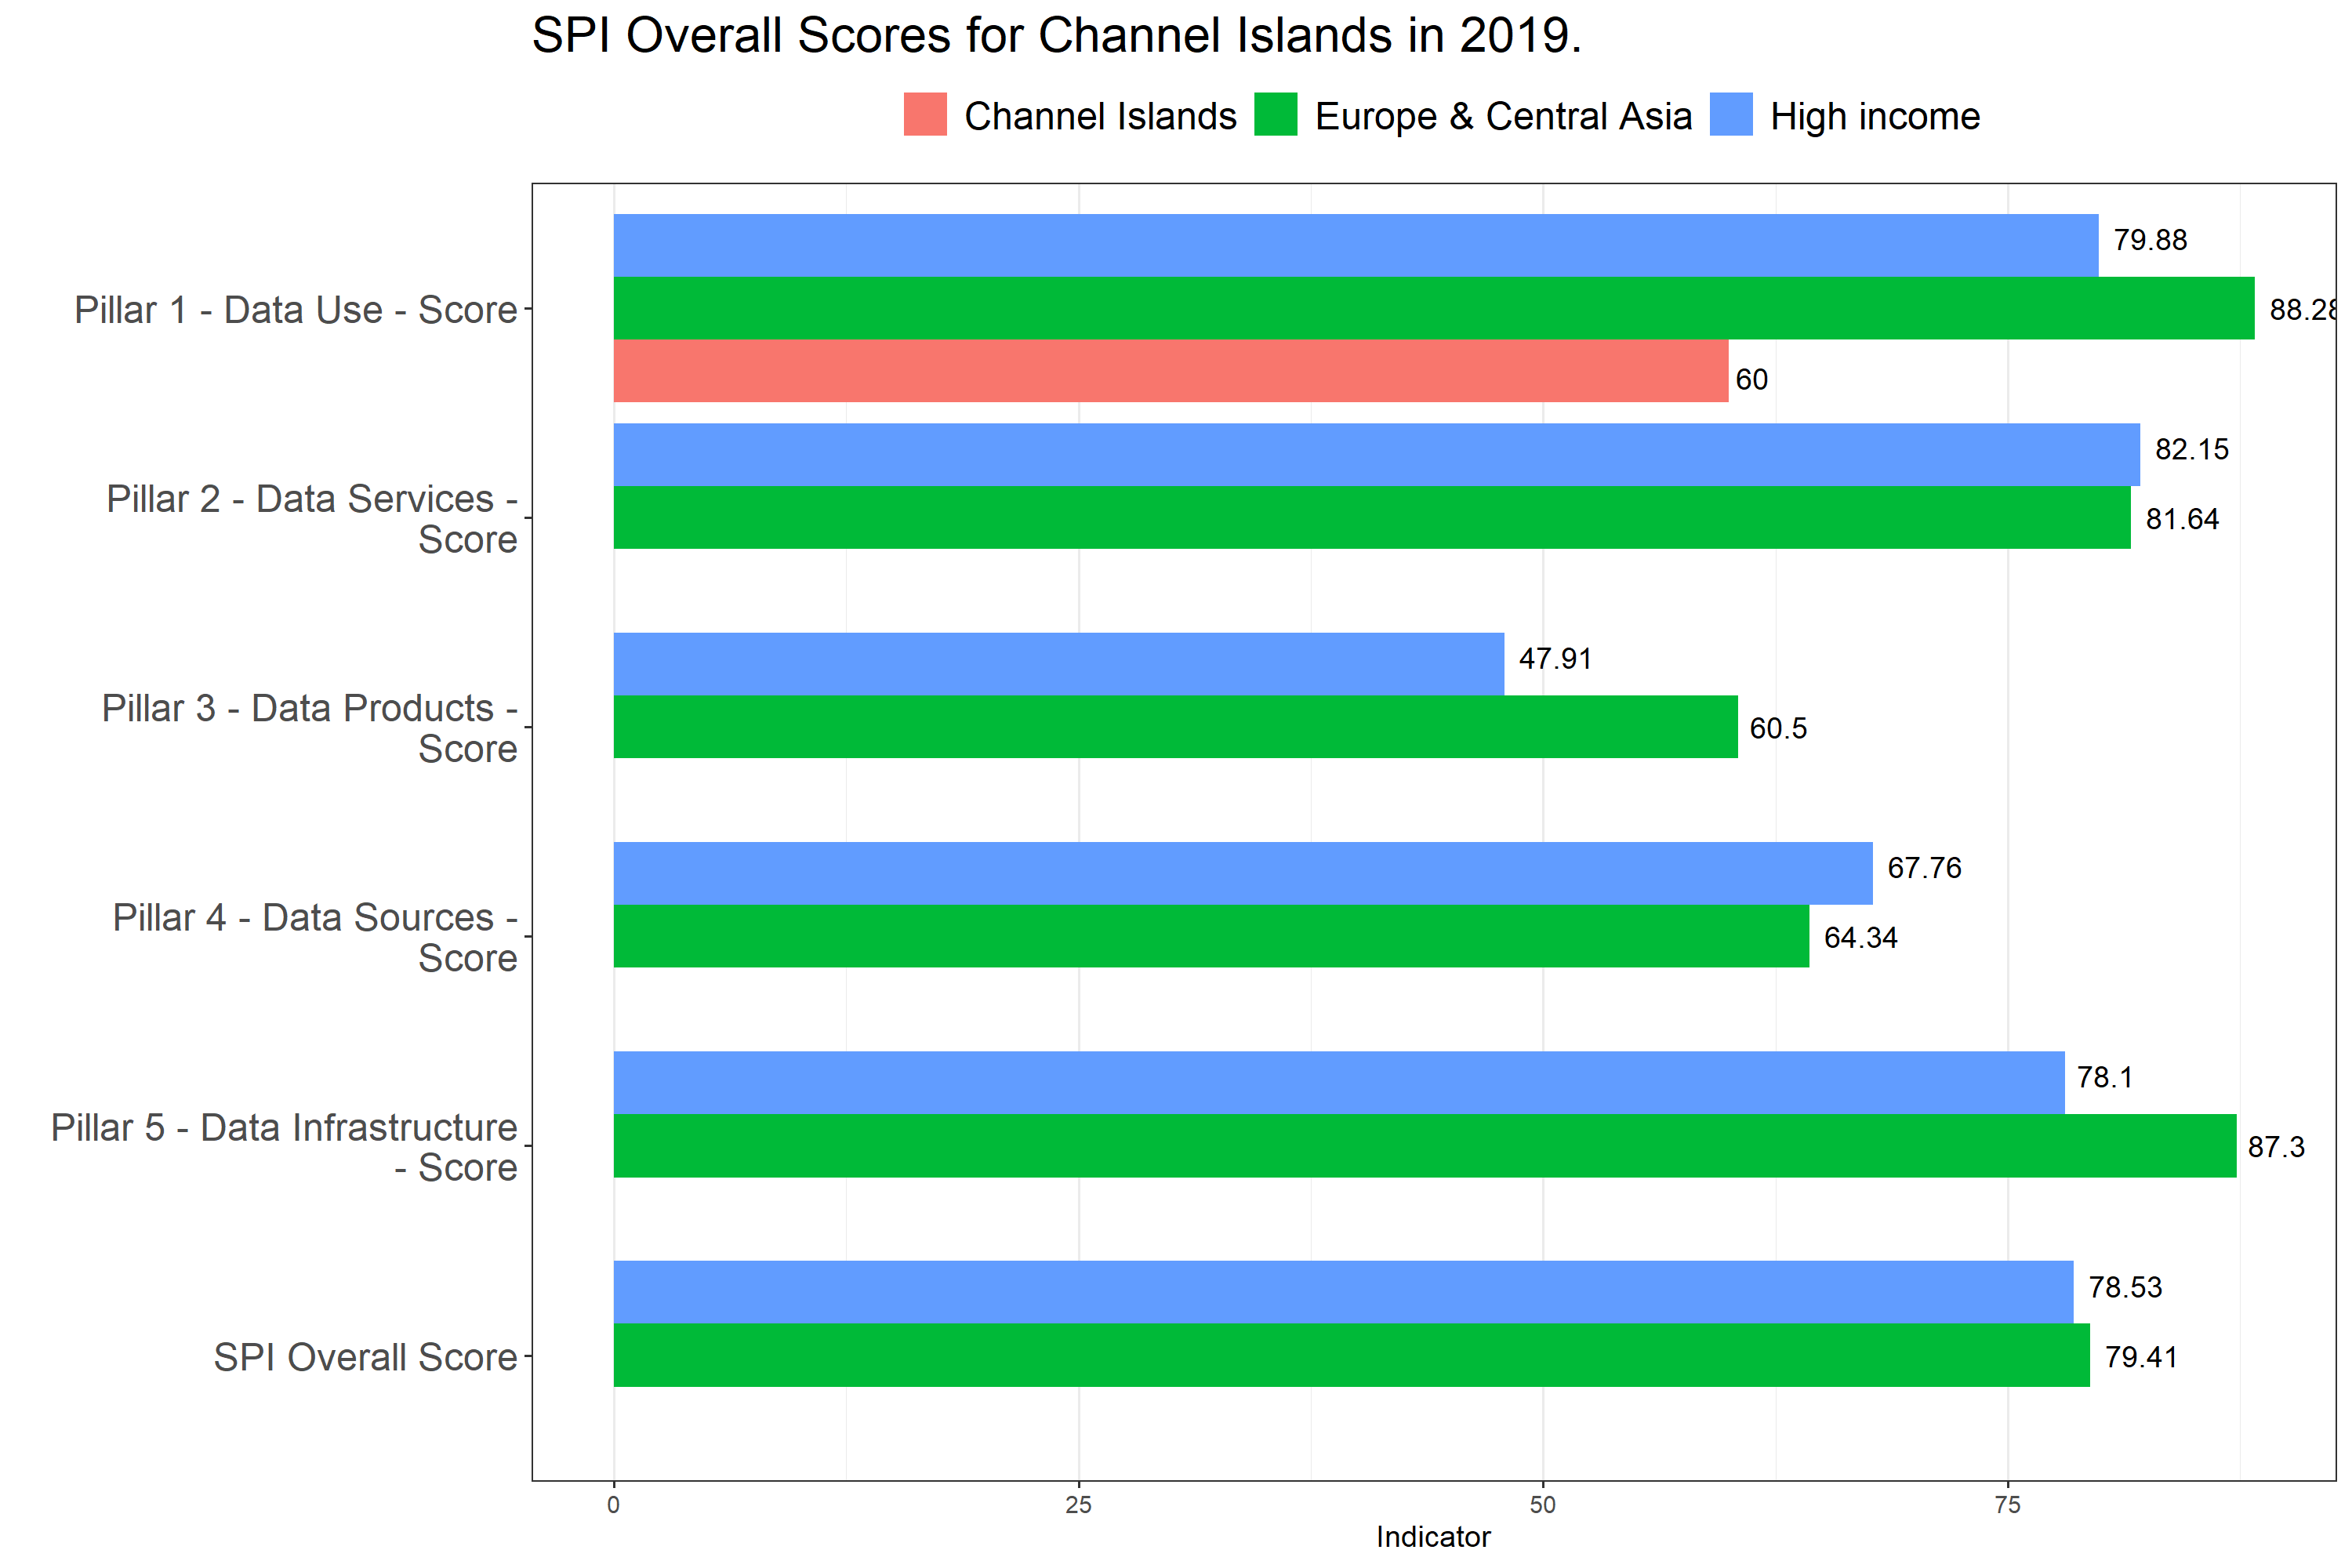 SPI Overall Scores for Channel Islands in 2019.
Channel Islands Europe & Central Asia High income
Pillar 1 - Data Use - Score
79.88
88.28
60
Pillar 2 - Data Services -
Score
82.15
81.64
Pillar 3 - Data Products -
Score
47.91
60.5
Pillar 4 - Data Sources -
Score
67.76
64.34
Pillar 5 - Data Infrastructure
- Score
78.1
87.3
SPI Overall Score
78.53
79.41
0 25 50 75
Indicator